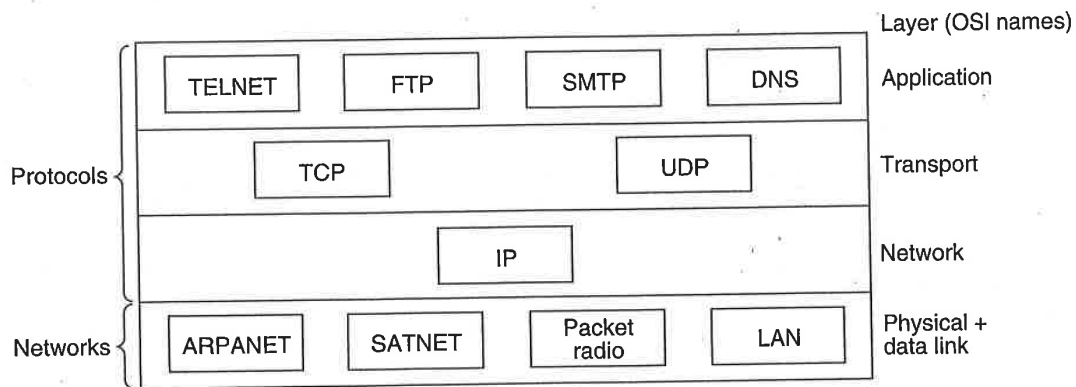 Layer (OSI names)
TELNET FTP SMTP DNS Application
Protocols
TCP UDP Transport
IP Network
Networks
ARPANET SATNET Packet radio LAN Physical + data link